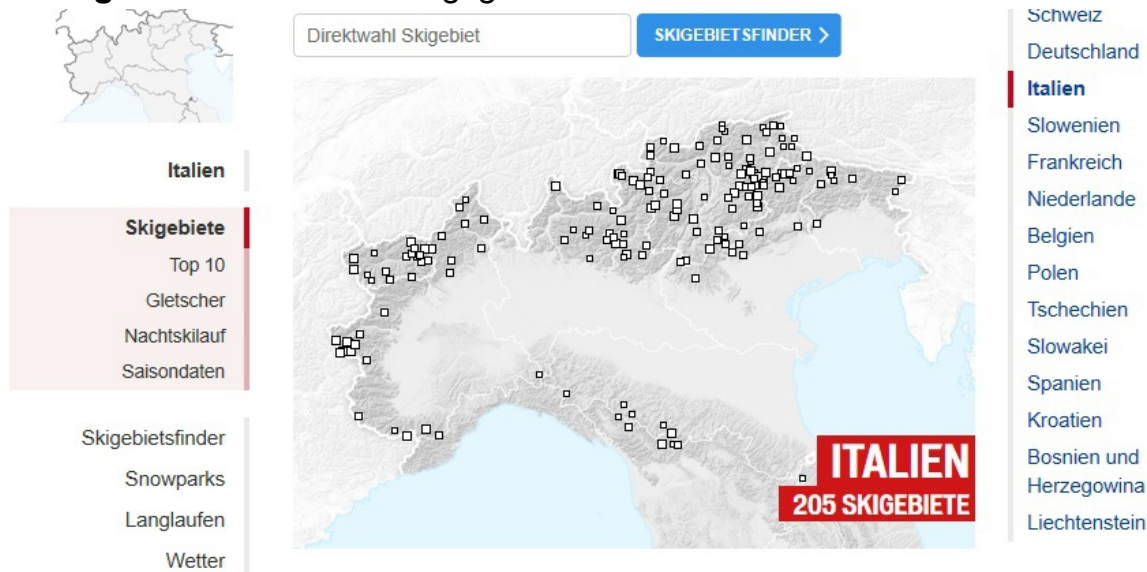 Italien
Skigebiete
Top 10
Gletscher
Nachtskilauf
Saisondaten
Skigebietsfinder
Snowparks
Langlaufen
Wetter
Direktwahl Skigebiet
SKIGEBIETSFINDER >
ITALIEN
205 SKIGEBIETE
Schweiz
Deutschland
Italien
Slowenien
Frankreich
Niederlande
Belgien
Polen
Tschechien
Slowakei
Spanien
Kroatien
Bosnien und
Herzegowina
Liechtenstein